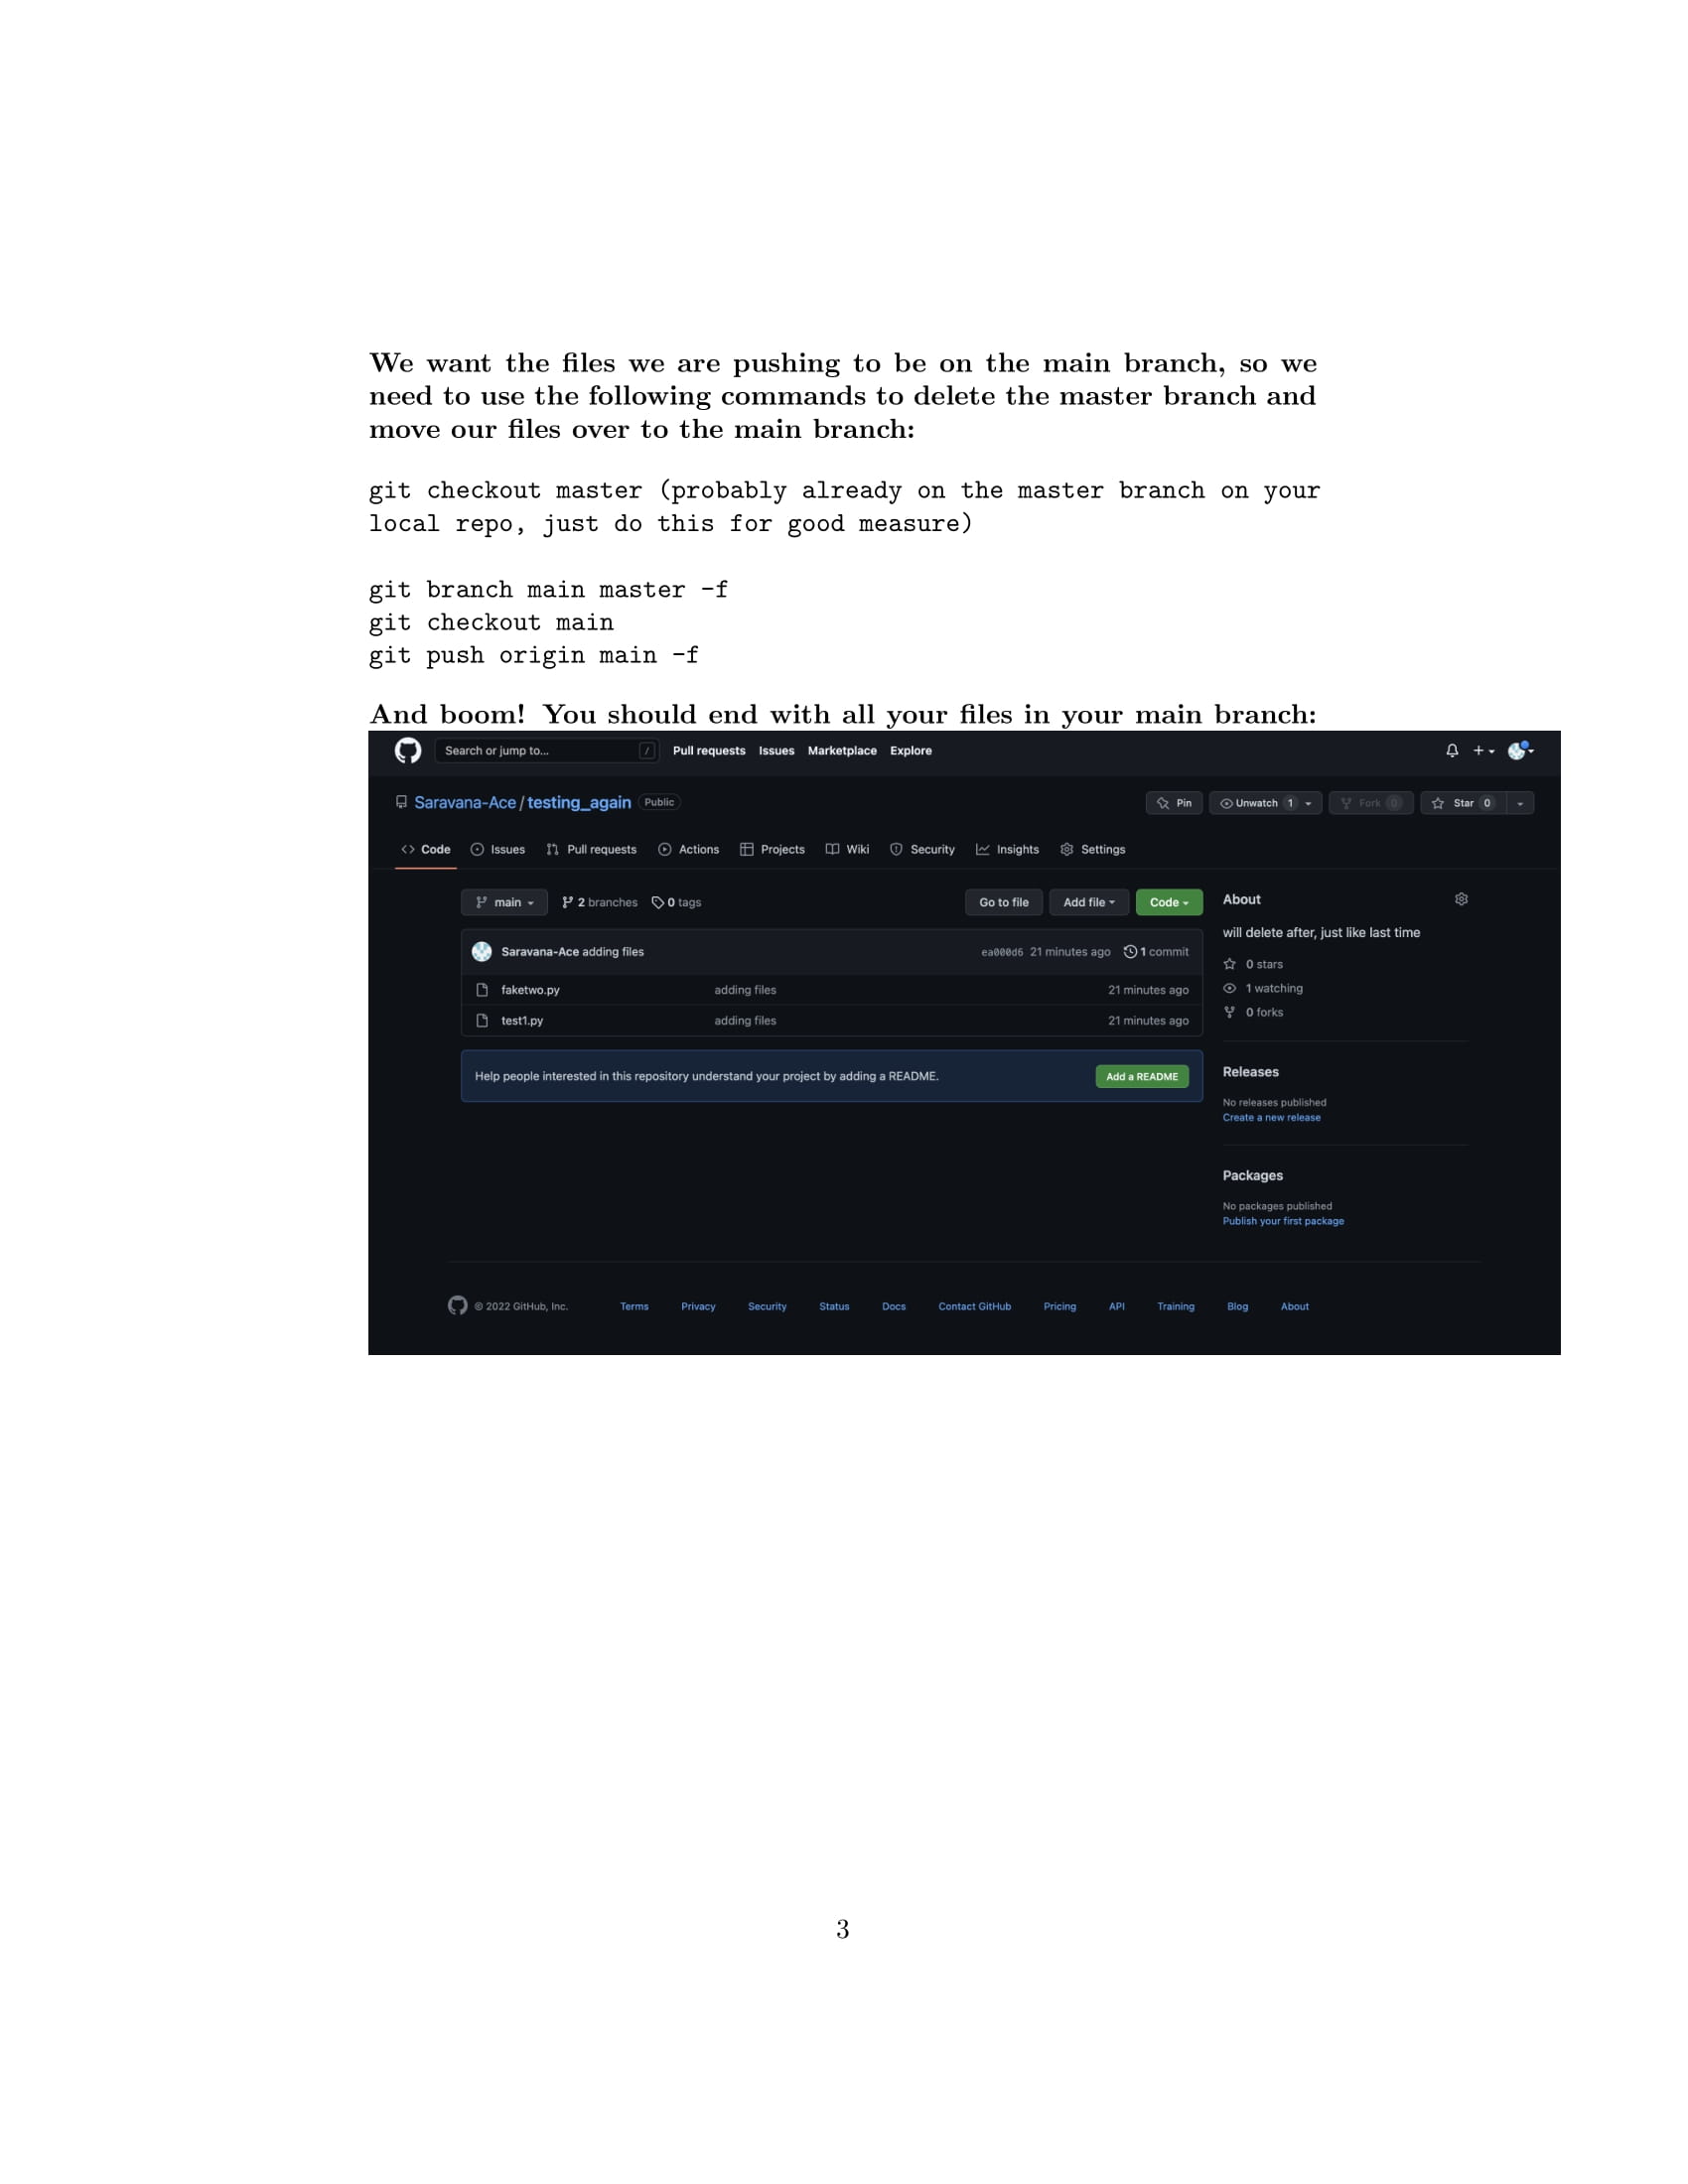 We want the files we are pushing to be on the main branch, so we
need to use the following commands to delete the master branch and
move our files over to the main branch:
git checkout master (probably already on the master branch on your
local repo, just do this for good measure)
git branch main master -f
git checkout main
git push origin main -f
And boom! You should end with all your files in your main branch:
Search or jump to... / Pull requests Issues Marketplace Explore
Saravana-Ace / testing_again Public Pin Unwatch 1 Fork 0 Star 0
Code Issues Pull requests Actions Projects Wiki Security Insights Settings
main 2 branches 0 tags Go to file Add file Code About
will delete after, just like last time
Saravana-Ace adding files ea000d6 21 minutes ago 1 commit
0 stars
faketwo.py adding files 21 minutes ago 1 watching
0 forks
test1.py adding files 21 minutes ago
Help people interested in this repository understand your project by adding a README. Add a README
Releases
No releases published
Create a new release
Packages
No packages published
Publish your first package
© 2022 GitHub, Inc. Terms Privacy Security Status Docs Contact GitHub Pricing API Training Blog About
3